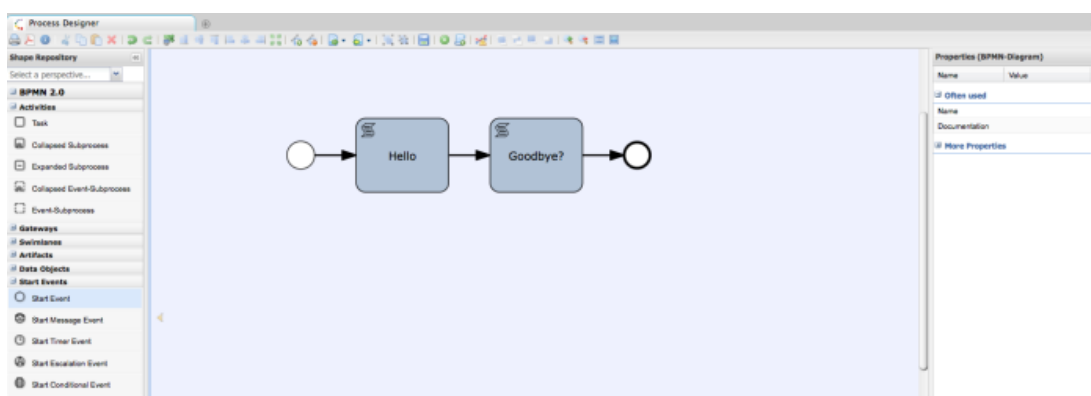 Process Designer
Shape Repository
Select a perspective...
BPMN 2.0
Activities
Task
Collapsed Subprocess
Expanded Subprocess
Collapsed Event-Subprocess
Event-Subprocess
Gateways
Swimlanes
Artifacts
Data Objects
Start Events
Start Event
Start Message Event
Start Timer Event
Start Escalation Event
Start Conditional Event
Hello
Goodbye?
Properties (BPMN-Diagram)
Name Value
Often used
Name
Documentation
More Properties